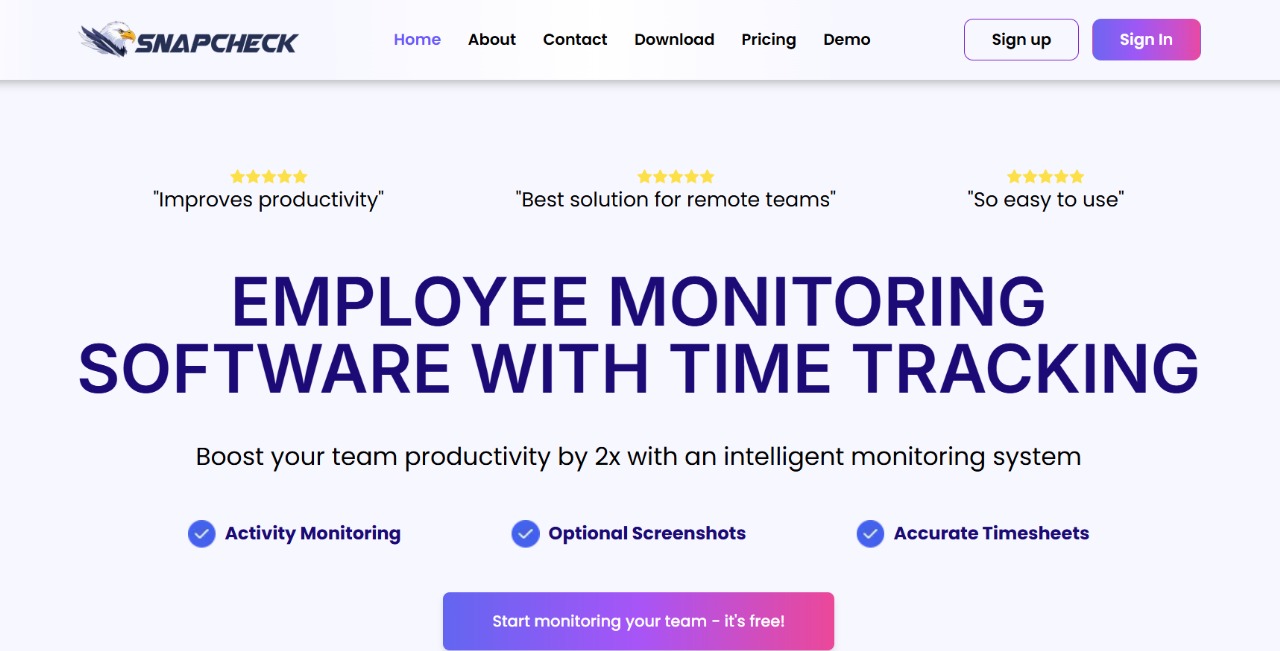 SNAPCHECK
Home About Contact Download Pricing Demo Sign up Sign In
"Improves productivity" "Best solution for remote teams" "So easy to use"
EMPLOYEE MONITORING
SOFTWARE WITH TIME TRACKING
Boost your team productivity by 2x with an intelligent monitoring system
Activity Monitoring Optional Screenshots Accurate Timesheets
Start monitoring your team - it's free!